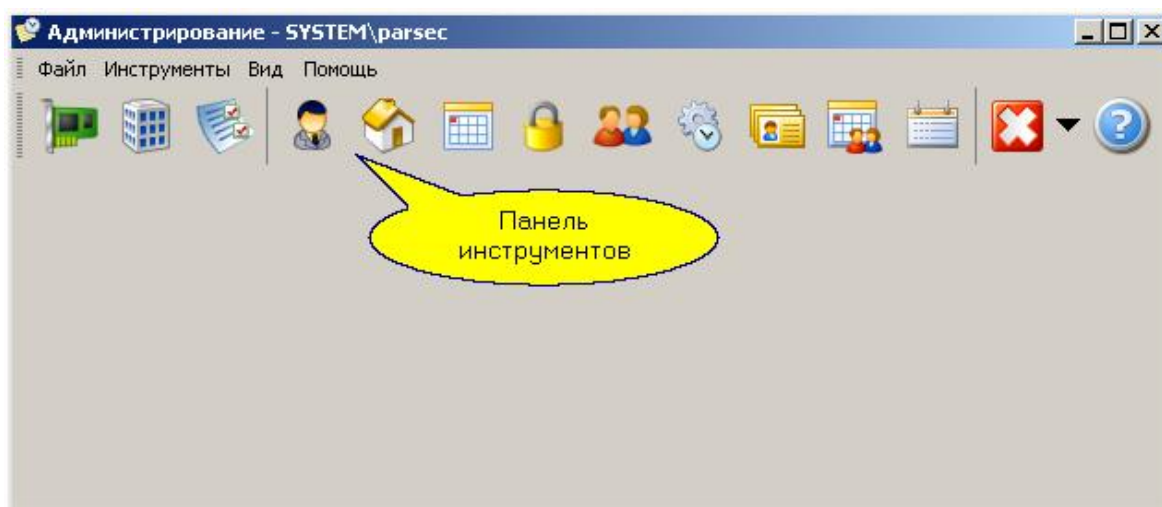 Администрирование - SYSTEM\parsec
Файл Инструменты Вид Помощь
Панель
инструментов